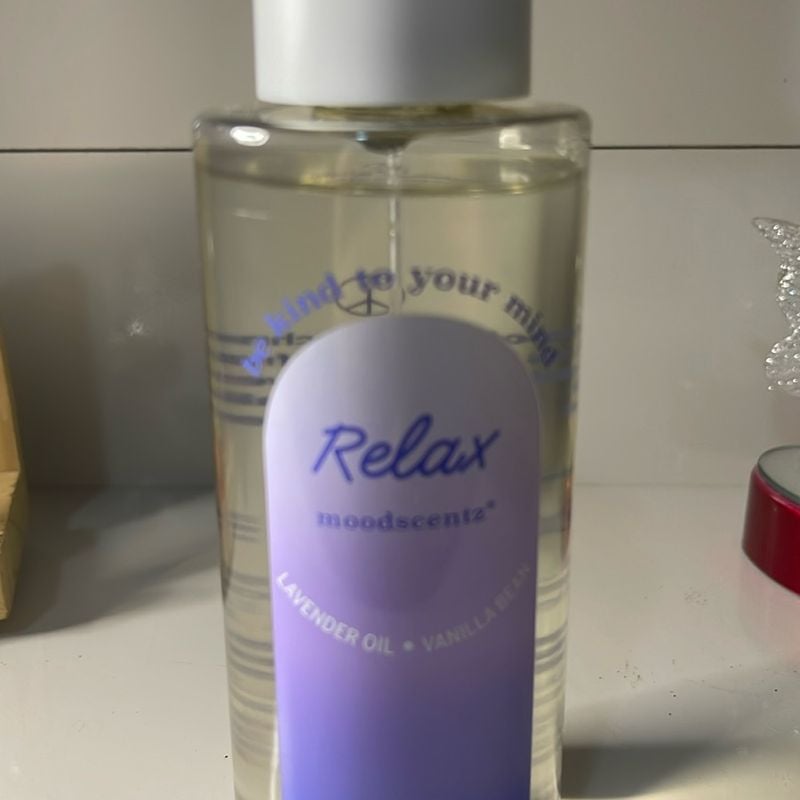 be kind to your mind
Relax
moodscentz®
LAVENDER OIL • VANILLA BEAN